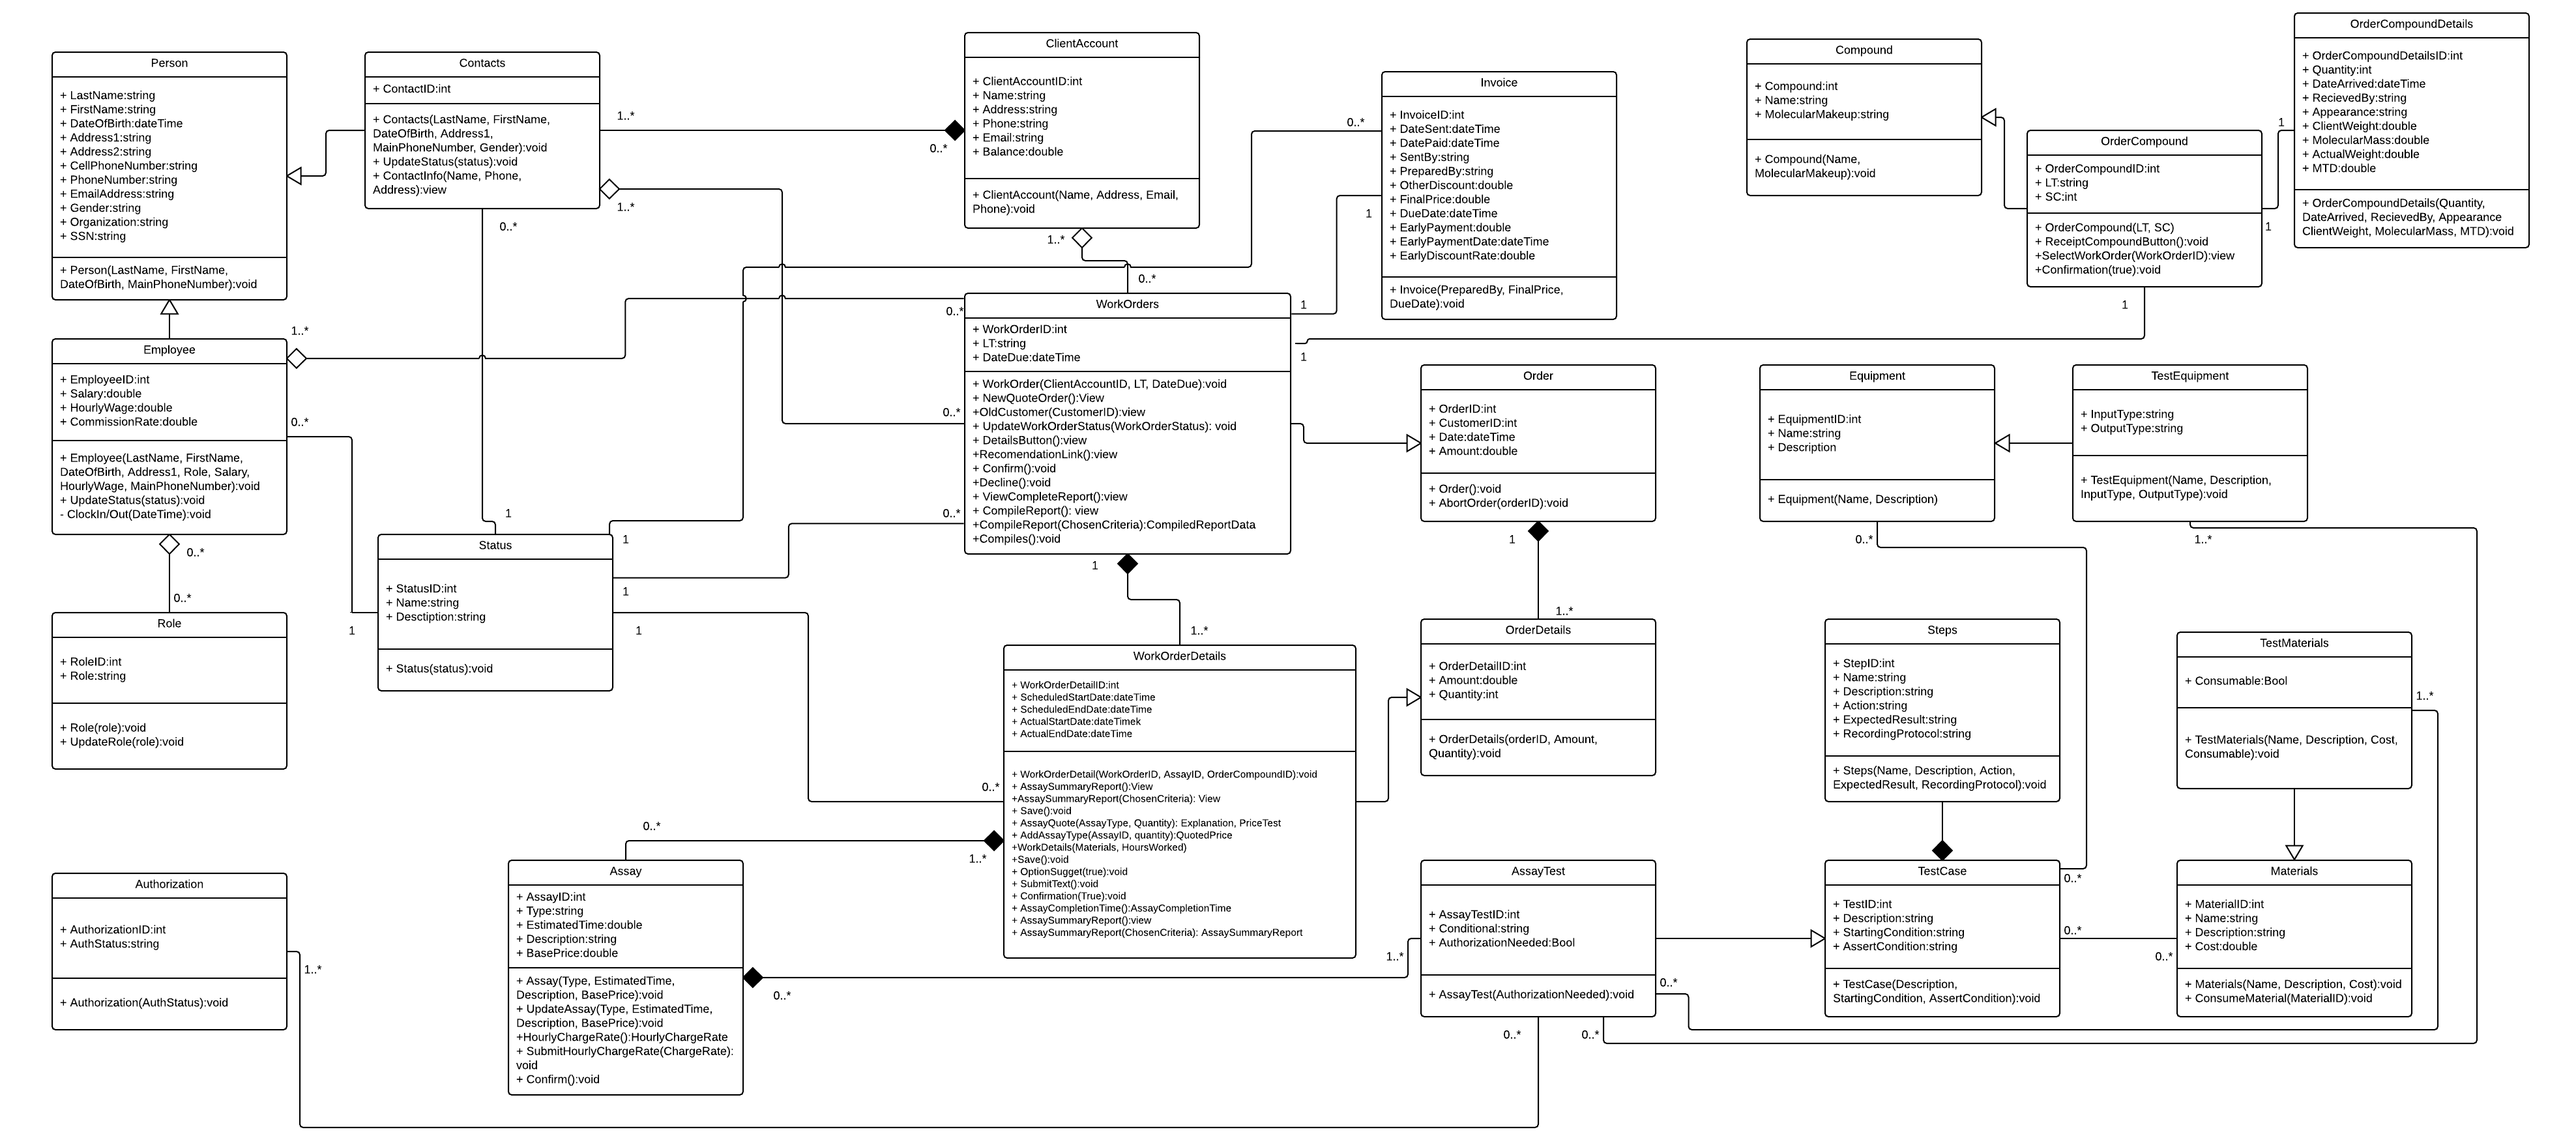 Person
+ LastName:string
+ FirstName:string
+ DateOfBirth:dateTime
+ Address1:string
+ Address2:string
+ CellPhoneNumber:string
+ PhoneNumber:string
+ EmailAddress:string
+ Gender:string
+ Organization:string
+ SSN:string
+ Person(LastName, FirstName,
DateOfBirth, MainPhoneNumber):void
Contacts
+ ContactID:int
+ Contacts(LastName, FirstName,
DateOfBirth, Address1,
MainPhoneNumber, Gender):void
+ UpdateStatus(status):void
+ ContactInfo(Name, Phone,
Address):view
1..*
0..*
1..*
0..*
ClientAccount
+ ClientAccountID:int
+ Name:string
+ Address:string
+ Phone:string
+ Email:string
+ Balance:double
+ ClientAccount(Name, Address, Email,
Phone):void
1..*
0..*
Invoice
+ InvoiceID:int
+ DateSent:dateTime
+ DatePaid:dateTime
+ SentBy:string
+ PreparedBy:string
+ OtherDiscount:double
+ FinalPrice:double
+ DueDate:dateTime
+ EarlyPayment:double
+ EarlyPaymentDate:dateTime
+ EarlyDiscountRate:double
+ Invoice(PreparedBy, FinalPrice,
DueDate):void
0..*
1
Compound
+ Compound:int
+ Name:string
+ MolecularMakeup:string
+ Compound(Name,
MolecularMakeup):void
OrderCompound
+ OrderCompoundID:int
+ LT:string
+ SC:int
+ OrderCompound(LT, SC)
+ ReceiptCompoundButton():void
+SelectWorkOrder(WorkOrderID):view
+Confirmation(true):void
1
1
1
OrderCompoundDetails
+ OrderCompoundDetailsID:int
+ Quantity:int
+ DateArrived:dateTime
+ RecievedBy:string
+ Appearance:string
+ ClientWeight:double
+ MolecularMass:double
+ ActualWeight:double
+ MTD:double
+ OrderCompoundDetails(Quantity,
DateArrived, RecievedBy, Appearance
ClientWeight, MolecularMass, MTD):void
Employee
+ EmployeeID:int
+ Salary:double
+ HourlyWage:double
+ CommissionRate:double
+ Employee(LastName, FirstName,
DateOfBirth, Address1, Role, Salary,
HourlyWage, MainPhoneNumber):void
+ UpdateStatus(status):void
- ClockIn/Out(DateTime):void
1..*
0..*
0..*
0..*
Role
+ RoleID:int
+ Role:string
+ Role(role):void
+ UpdateRole(role):void
Status
+ StatusID:int
+ Name:string
+ Desctiption:string
+ Status(status):void
1
1
1
1
1
WorkOrders
+ WorkOrderID:int
+ LT:string
+ DateDue:dateTime
+ WorkOrder(ClientAccountID, LT, DateDue):void
+ NewQuoteOrder():View
+OldCustomer(CustomerID):view
+ UpdateWorkOrderStatus(WorkOrderStatus): void
+ DetailsButton():view
+RecomendationLink():view
+ Confirm():void
+Decline():void
+ ViewCompleteReport():view
+ CompileReport(): view
+CompileReport(ChosenCriteria):CompiledReportData
+Compiles():void
0..*
0..*
0..*
1
1
1
1..*
Order
+ OrderID:int
+ CustomerID:int
+ Date:dateTime
+ Amount:double
+ Order():void
+ AbortOrder(orderID):void
1
1..*
Equipment
+ EquipmentID:int
+ Name:string
+ Description
+ Equipment(Name, Description)
0..*
TestEquipment
+ InputType:string
+ OutputType:string
+ TestEquipment(Name, Description,
InputType, OutputType):void
1..*
WorkOrderDetails
+ WorkOrderDetailID:int
+ ScheduledStartDate:dateTime
+ ScheduledEndDate:dateTime
+ ActualStartDate:dateTimek
+ ActualEndDate:dateTime
+ WorkOrderDetail(WorkOrderID, AssayID, OrderCompoundID):void
+ AssaySummaryReport():View
+AssaySummaryReport(ChosenCriteria): View
+ Save():void
+ AssayQuote(AssayType, Quantity): Explanation, PriceTest
+ AddAssayType(AssayID, quantity):QuotedPrice
+WorkDetails(Materials, HoursWorked)
+Save():void
+ OptionSugget(true):void
+ SubmitText():void
+ Confirmation(True):void
+ AssayCompletionTime():AssayCompletionTime
+ AssaySummaryReport():view
+ AssaySummaryReport(ChosenCriteria): AssaySummaryReport
0..*
1..*
OrderDetails
+ OrderDetailID:int
+ Amount:double
+ Quantity:int
+ OrderDetails(orderID, Amount,
Quantity):void
Steps
+ StepID:int
+ Name:string
+ Description:string
+ Action:string
+ ExpectedResult:string
+ RecordingProtocol:string
+ Steps(Name, Description, Action,
ExpectedResult, RecordingProtocol):void
TestMaterials
+ Consumable:Bool
+ TestMaterials(Name, Description, Cost,
Consumable):void
1..*
Authorization
+ AuthorizationID:int
+ AuthStatus:string
+ Authorization(AuthStatus):void
1..*
0..*
Assay
+ AssayID:int
+ Type:string
+ EstimatedTime:double
+ Description:string
+ BasePrice:double
+ Assay(Type, EstimatedTime,
Description, BasePrice):void
+ UpdateAssay(Type, EstimatedTime,
Description, BasePrice):void
+HourlyChargeRate():HourlyChargeRate
+ SubmitHourlyChargeRate(ChargeRate):
void
+ Confirm():void
0..*
AssayTest
+ AssayTestID:int
+ Conditional:string
+ AuthorizationNeeded:Bool
+ AssayTest(AuthorizationNeeded):void
1..*
0..*
0..*
0..*
TestCase
+ TestID:int
+ Description:string
+ StartingCondition:string
+ AssertCondition:string
+ TestCase(Description,
StartingCondition, AssertCondition):void
0..*
0..*
0..*
Materials
+ MaterialID:int
+ Name:string
+ Description:string
+ Cost:double
+ Materials(Name, Description, Cost):void
+ ConsumeMaterial(MaterialID):void